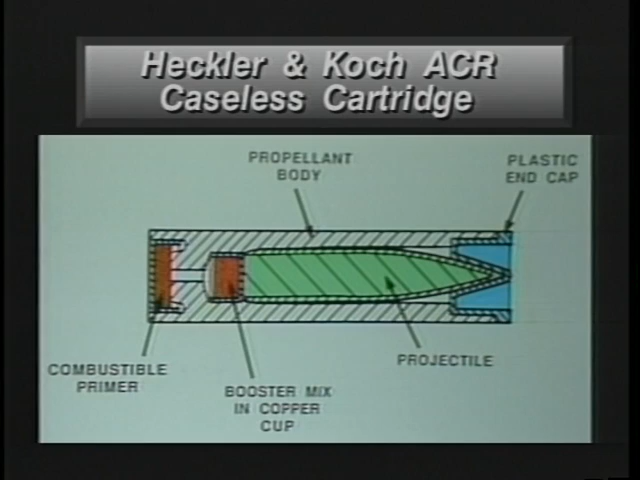 Heckler & Koch ACR
Caseless Cartridge
PROPELLANT
BODY
PLASTIC
END CAP
COMBUSTIBLE
PRIMER
BOOSTER MIX
IN COPPER
CUP
PROJECTILE